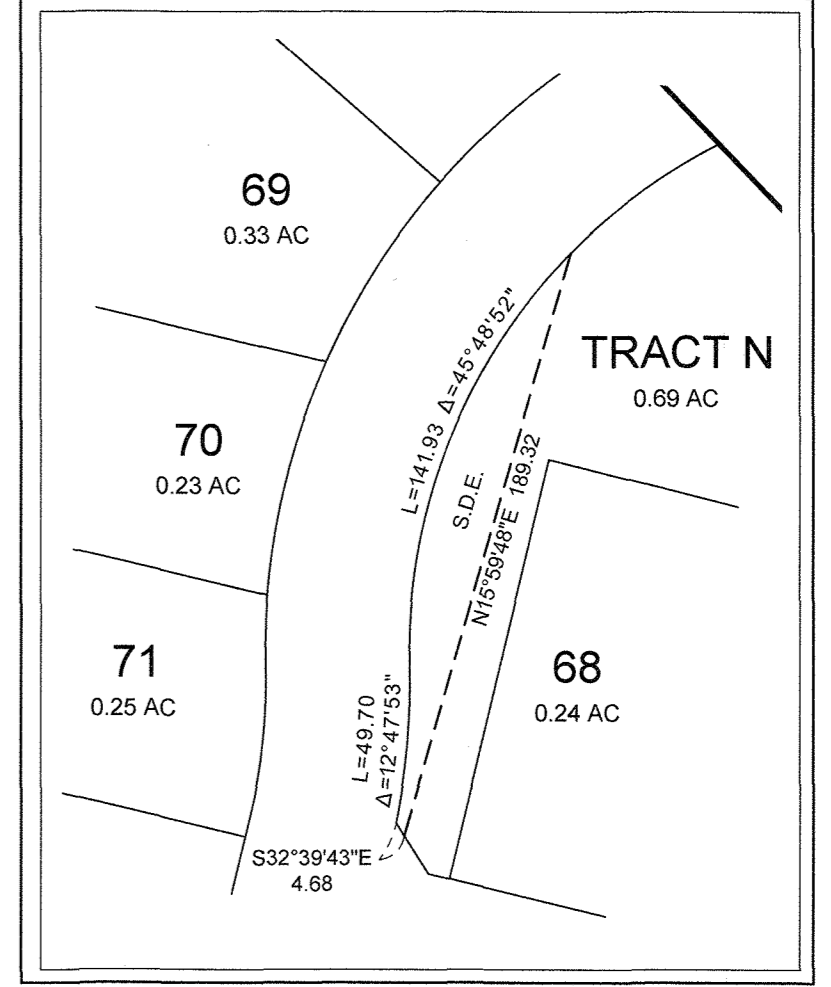 69
0.33 AC
L=141.93 Δ=45°48'52"
TRACT N
0.69 AC
70
0.23 AC
S.D.E.
N15°59'48"E 189.32
71
0.25 AC
68
0.24 AC
L=49.70
Δ=12°47'53"
S32°39'43"E
4.68